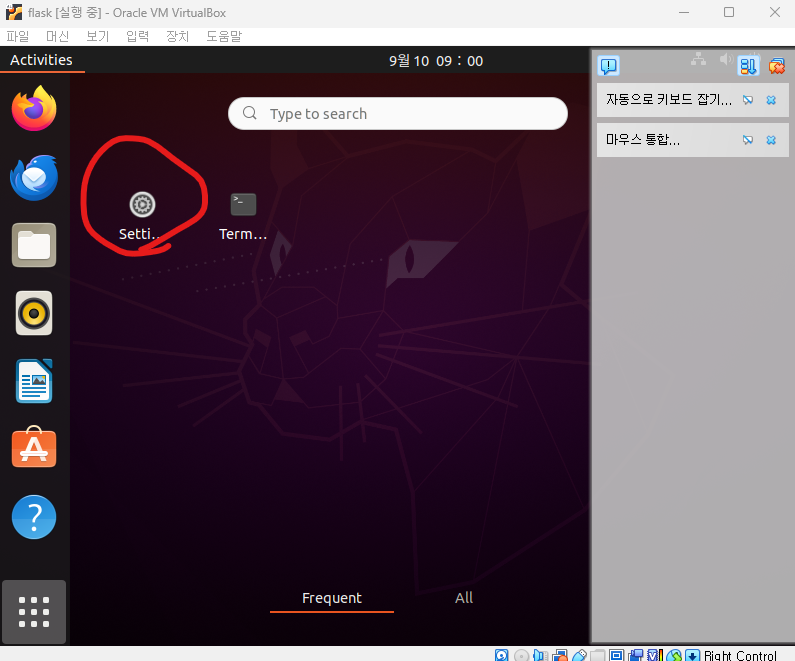 flask [실행 중] - Oracle VM VirtualBox
파일 머신 보기 입력 장치 도움말
Activities
9월 10 09 : 00
자동으로 키보드 잡기...
마우스 통합...
Type to search
Setti...
Term...
Frequent
All
Right Control